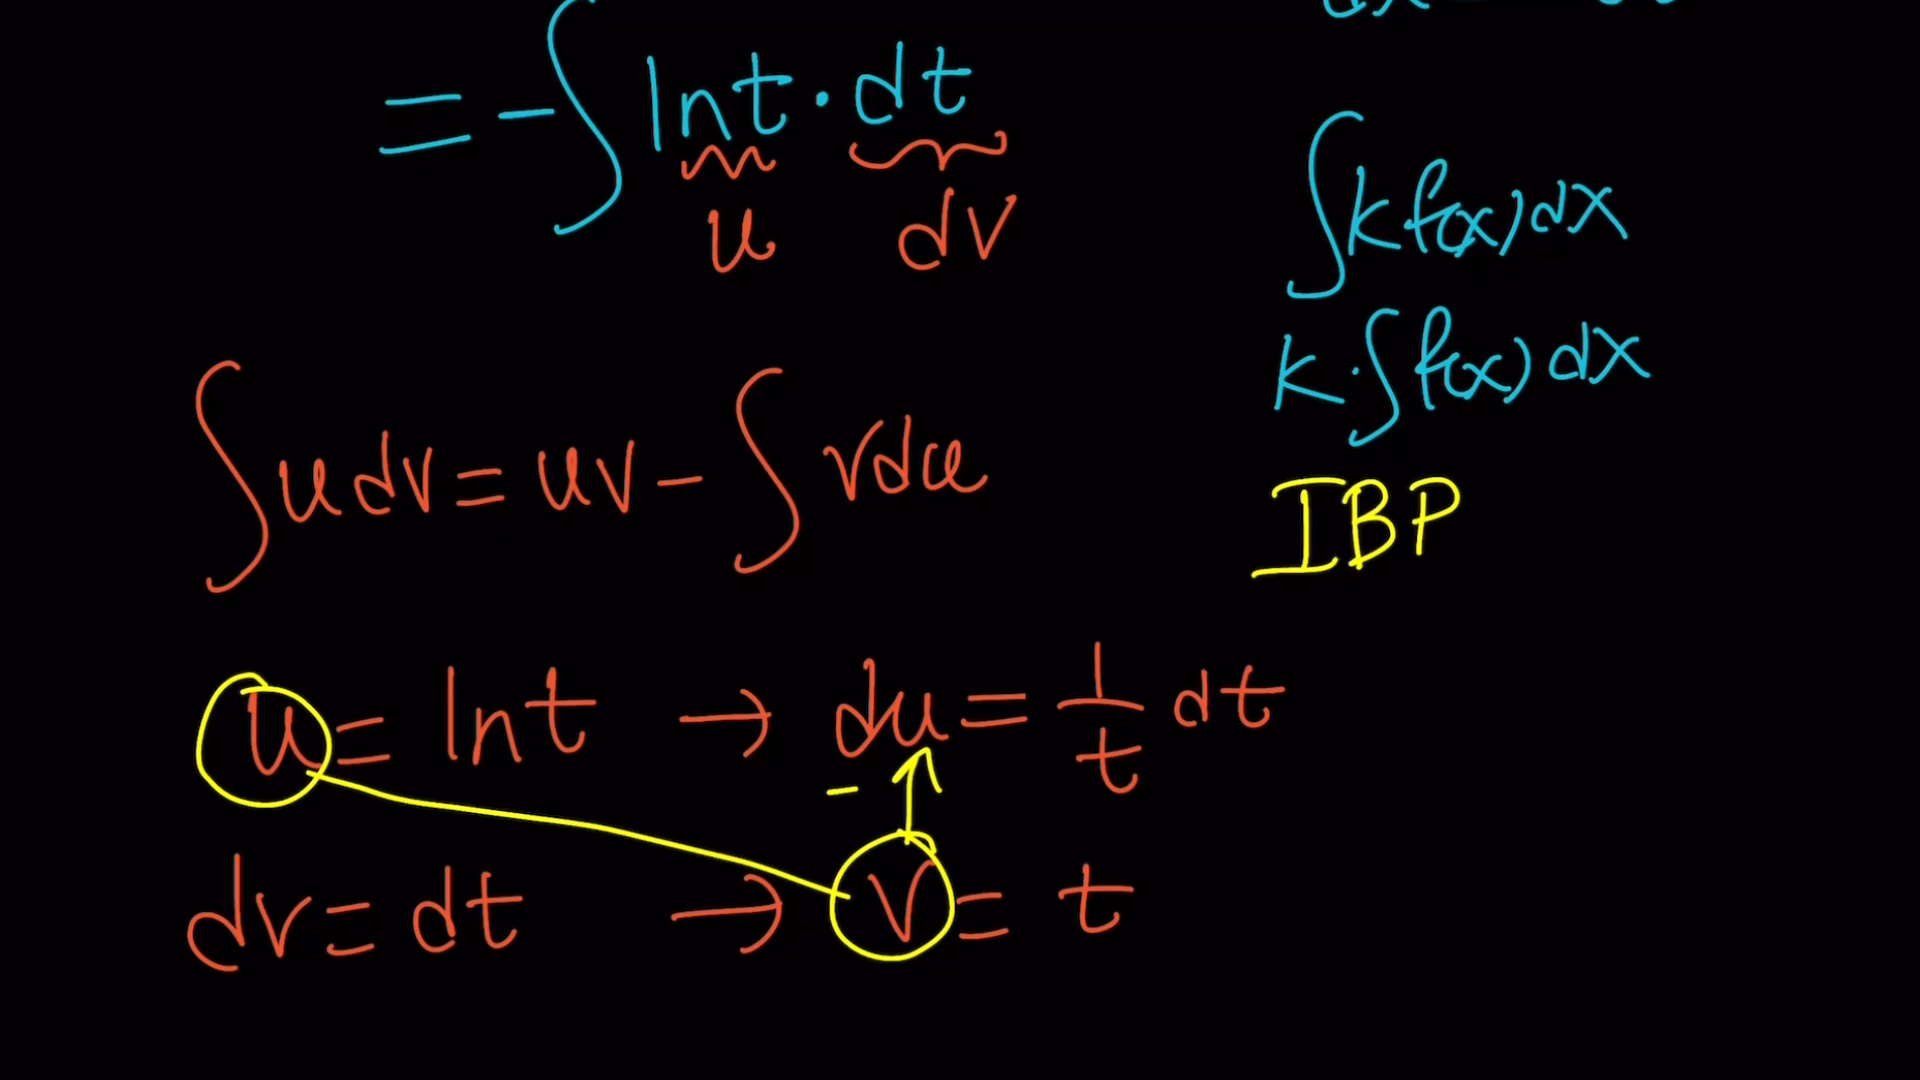 = - ∫ ln t · dt
u dv
∫ k f(x) dx
k · ∫ f(x) dx
∫ u dv = uv - ∫ v du
IBP
u = ln t → du = 1/t dt
-
dv = dt → v = t